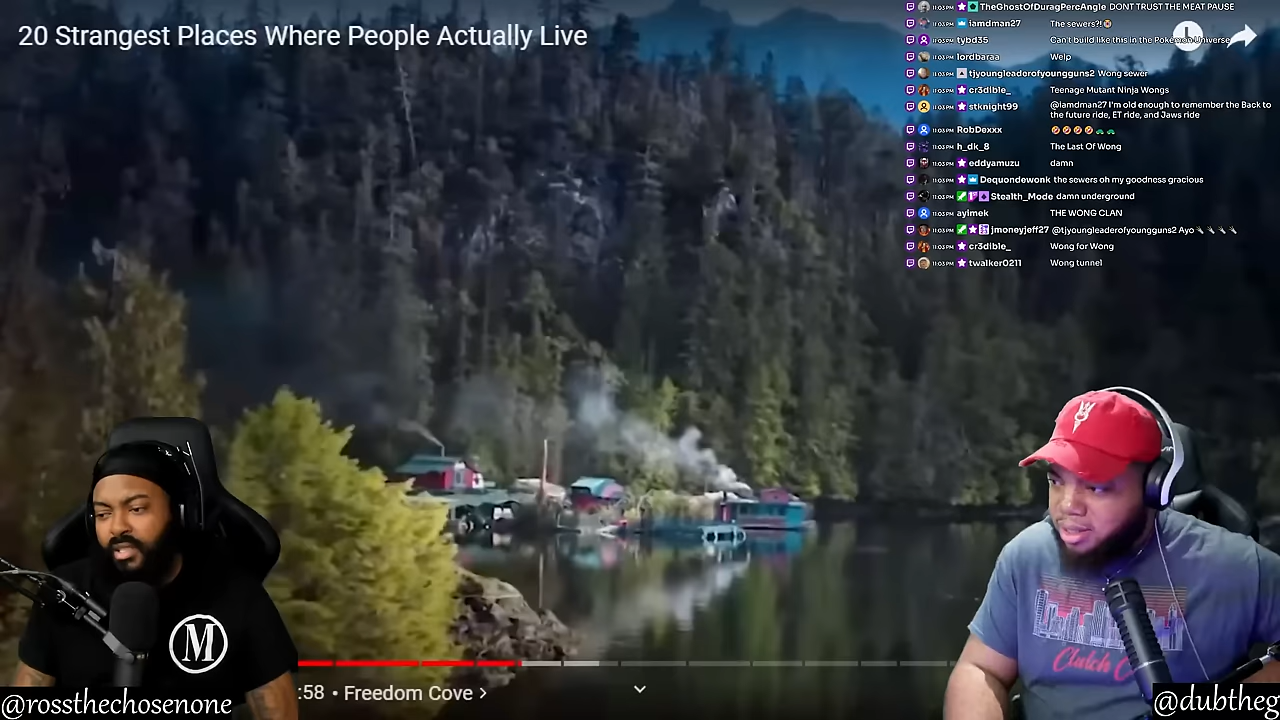 20 Strangest Places Where People Actually Live
11:03 PM TheGhostOfDuragPercAngle DONT TRUST THE MEAT PAUSE
11:03 PM iamdman27 The sewers?!
11:03 PM tybd35 Can't build like this in the Pokemon Universe
11:03 PM lordbaraa Welp
11:03 PM tjyoungleaderofyoungguns2 Wong sewer
11:03 PM cr3dible_ Teenage Mutant Ninja Wongs
11:03 PM stknight99 @iamdman27 I'm old enough to remember the Back to
the future ride, ET ride, and Jaws ride
11:03 PM RobDexxx
11:03 PM h_dk_8 The Last Of Wong
11:03 PM eddyamuzu damn
11:03 PM Dequondewonk the sewers oh my goodness gracious
11:03 PM Stealth_Mode damn underground
11:03 PM ayimek THE WONG CLAN
11:03 PM jmoneyjeff27 @tjyoungleaderofyoungguns2 Ayo
11:03 PM cr3dible_ Wong for Wong
11:03 PM twalker0211 Wong tunnel
M
Clutch C
:58 • Freedom Cove >
@rossthechosenone
@dubtheg